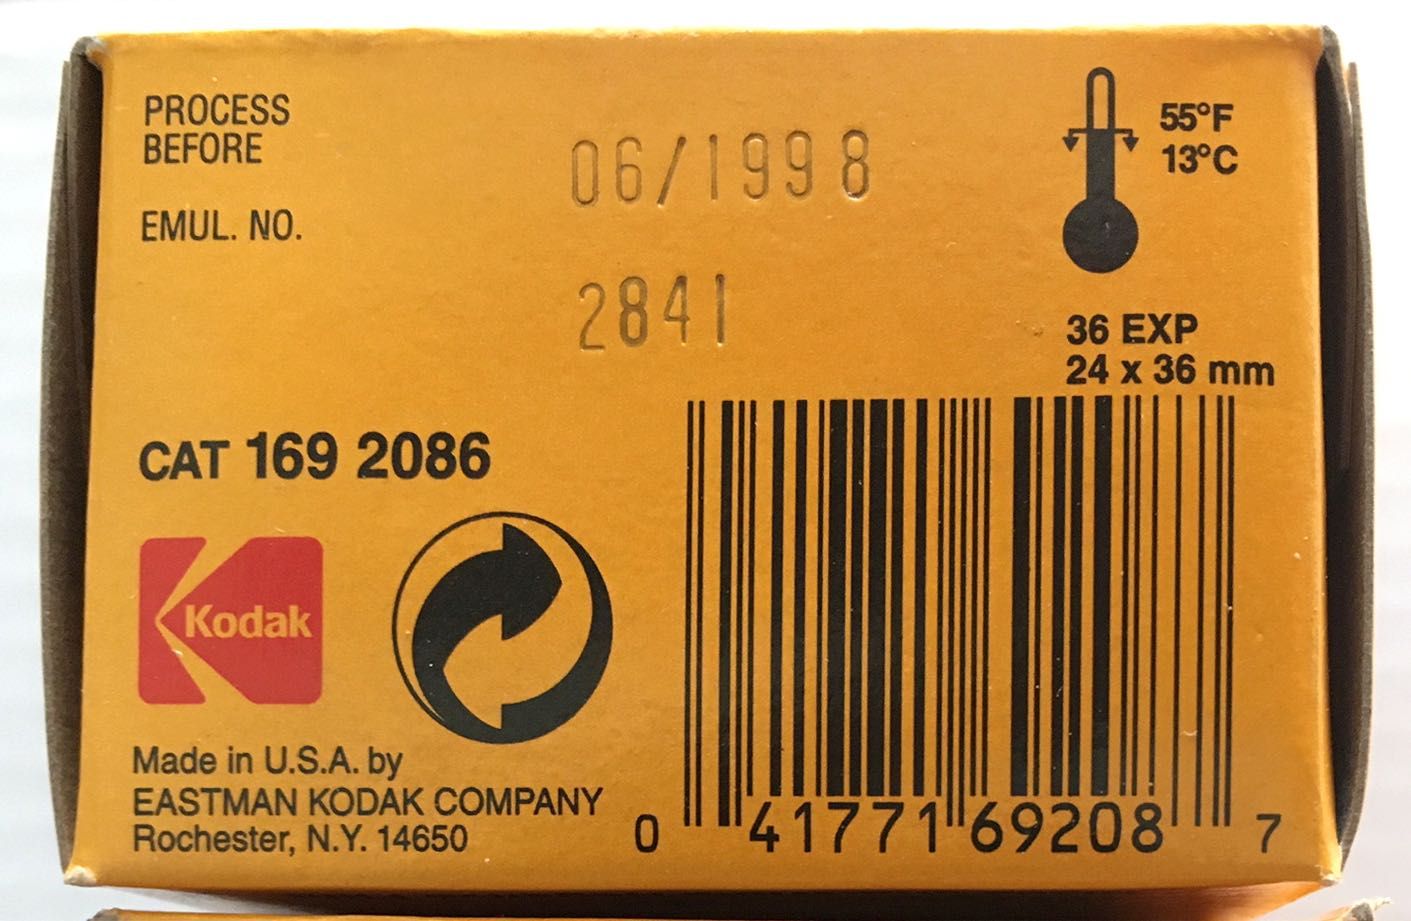 PROCESS
BEFORE
06/1998
EMUL. NO.
2841
55°F
13°C
36 EXP
24 x 36 mm
CAT 169 2086
Kodak
Made in U.S.A. by
EASTMAN KODAK COMPANY
Rochester, N.Y. 14650
0 41771 69208 7